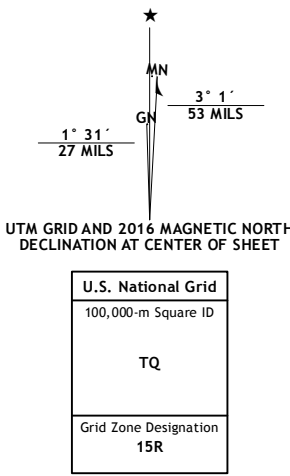 MN
GN
3° 1´
53 MILS
1° 31´
27 MILS
UTM GRID AND 2016 MAGNETIC NORTH
DECLINATION AT CENTER OF SHEET
U.S. National Grid
100,000-m Square ID
TQ
Grid Zone Designation
15R